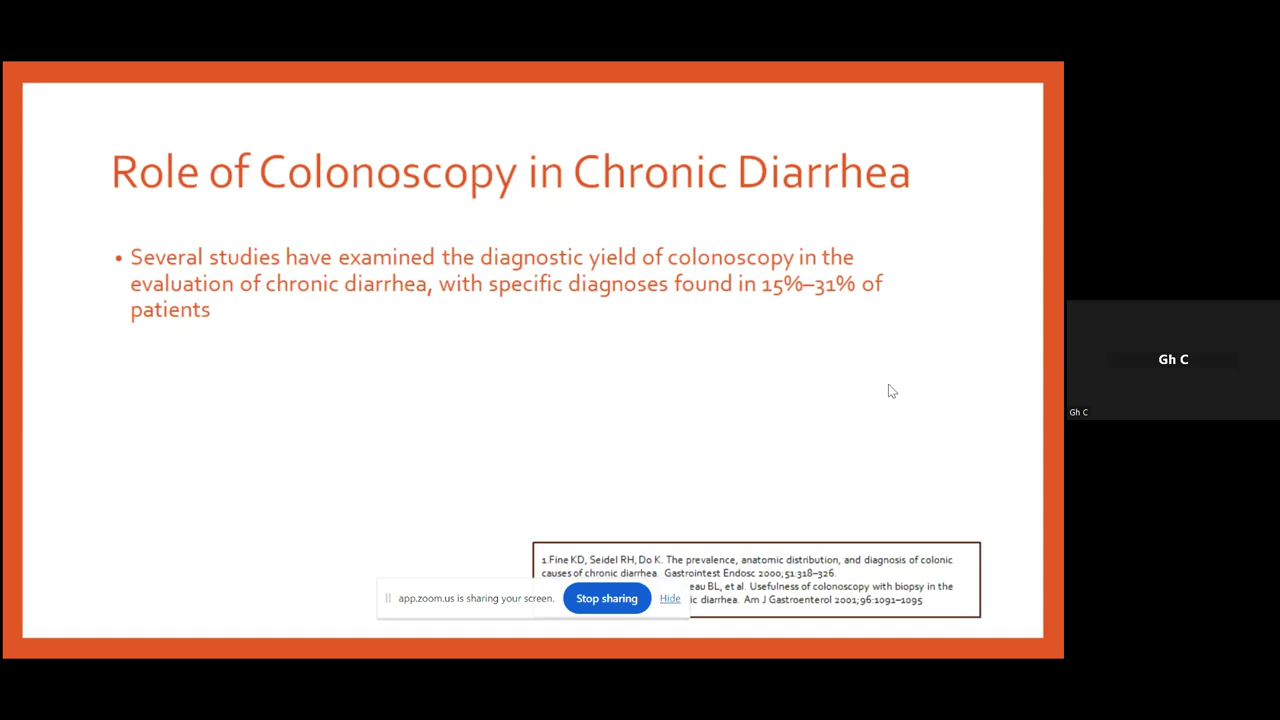 Role of Colonoscopy in Chronic Diarrhea
• Several studies have examined the diagnostic yield of colonoscopy in the
evaluation of chronic diarrhea, with specific diagnoses found in 15%–31% of
patients
Gh C
Gh C
1.Fine KD, Seidel RH, Do K. The prevalence, anatomic distribution, and diagnosis of colonic
causes of chronic diarrhea. Gastrointest Endosc 2000;51:318–326.
eau BL, et al. Usefulness of colonoscopy with biopsy in the
ic diarrhea. Am J Gastroenterol 2001;96:1091–1095
app.zoom.us is sharing your screen. Stop sharing Hide